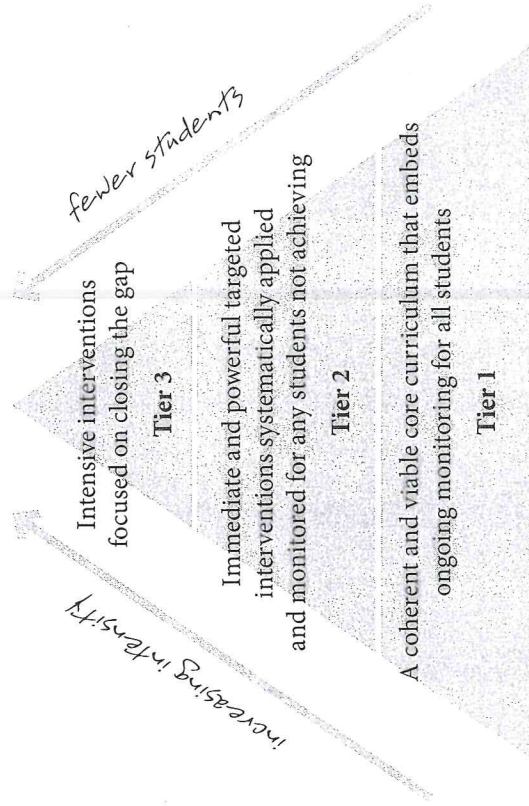 fewer students
increasing intensity
Intensive interventions
focused on closing the gap
Tier 3
Immediate and powerful targeted
interventions systematically applied
and monitored for any students not achieving
Tier 2
A coherent and viable core curriculum that embeds
ongoing monitoring for all students
Tier 1